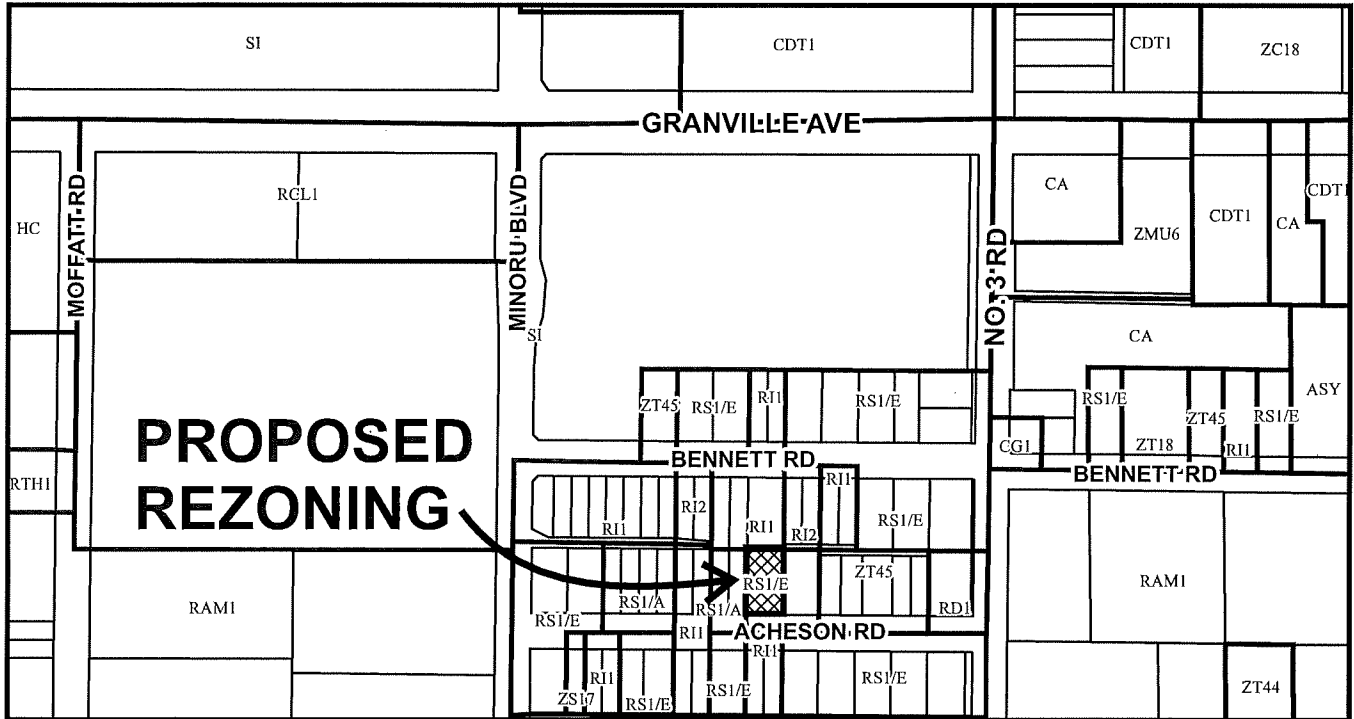 SI
CDT1
CDT1
ZC18
GRANVILLE AVE
HC
MOFFATT RD
RCL1
MINORU BLVD
SI
NO. 3 RD
CA
ZMU6
CDT1
CA
CDT1
CA
ASY
ZT45
RS1/E
RI1
RS1/E
RS1/E
ZT18
ZT45
RI1
RS1/E
CG1
BENNETT RD
BENNETT RD
PROPOSED
REZONING
RTH1
RI1
RI2
RI1
RI2
RI1
RS1/E
RAM1
RS1/E
RS1/A
RS1/A
RS1/E
ZT45
RD1
RAM1
RI1
ACHESON RD
ZS17
RI1
RS1/E
RS1/E
RI1
RS1/E
ZT44